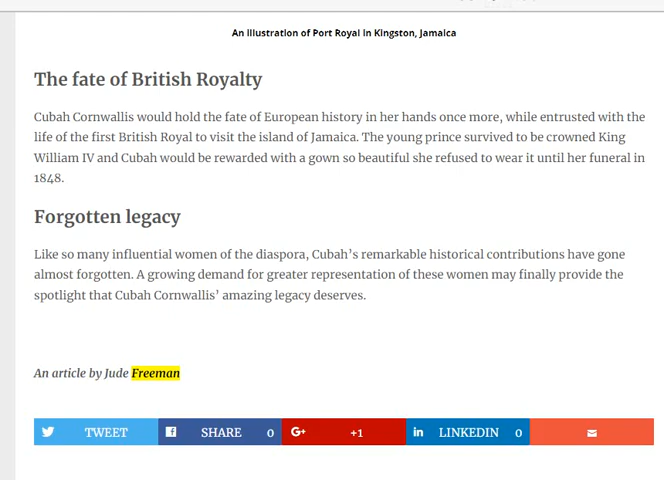 An Illustration of Port Royal in Kingston, Jamaica
The fate of British Royalty
Cubah Cornwallis would hold the fate of European history in her hands once more, while entrusted with the
life of the first British Royal to visit the island of Jamaica. The young prince survived to be crowned King
William IV and Cubah would be rewarded with a gown so beautiful she refused to wear it until her funeral in
1848.
Forgotten legacy
Like so many influential women of the diaspora, Cubah’s remarkable historical contributions have gone
almost forgotten. A growing demand for greater representation of these women may finally provide the
spotlight that Cubah Cornwallis’ amazing legacy deserves.
An article by Jude Freeman
TWEET SHARE 0 G+ +1 in LINKEDIN 0